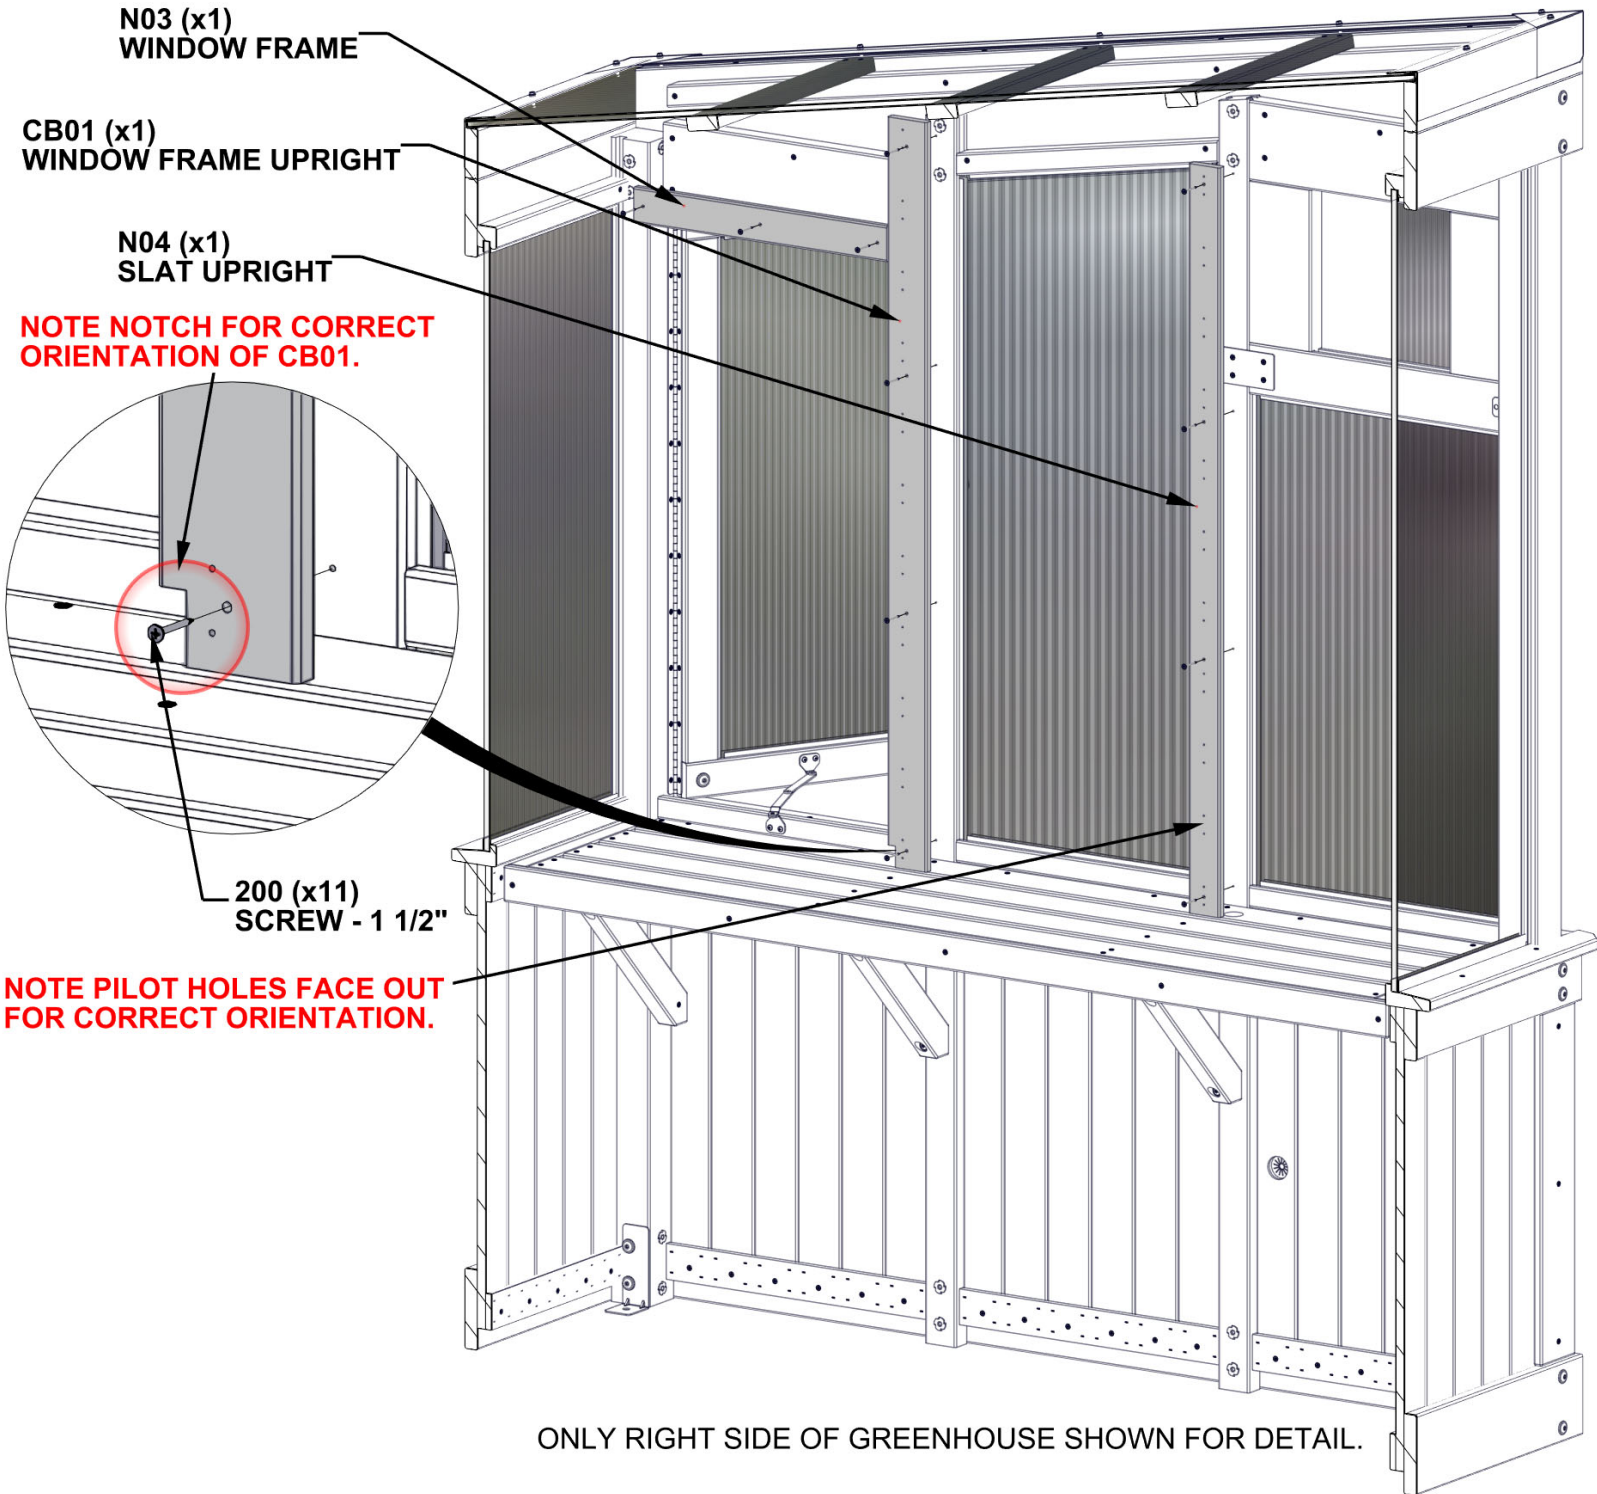 N03 (x1)
WINDOW FRAME
CB01 (x1)
WINDOW FRAME UPRIGHT
N04 (x1)
SLAT UPRIGHT
NOTE NOTCH FOR CORRECT
ORIENTATION OF CB01.
200 (x11)
SCREW - 1 1/2"
NOTE PILOT HOLES FACE OUT
FOR CORRECT ORIENTATION.
ONLY RIGHT SIDE OF GREENHOUSE SHOWN FOR DETAIL.